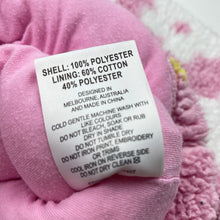 SHELL: 100% POLYESTER
LINING: 60% COTTON
40% POLYESTER
DESIGNED IN
MELBOURNE, AUSTRALIA
AND MADE IN
COLD GENTLE MACHINE WASH WITH
LIKE COLOURS
DO NOT BLEACH, SOAK OR RUB
DRY IN SHADE
DO NOT TUMBLE DRY
DO NOT IRON PRINT, EMBROIDERY
OR TRIMS
COOL IRON ON REVERSE SIDE
DO NOT DRY CLEAN